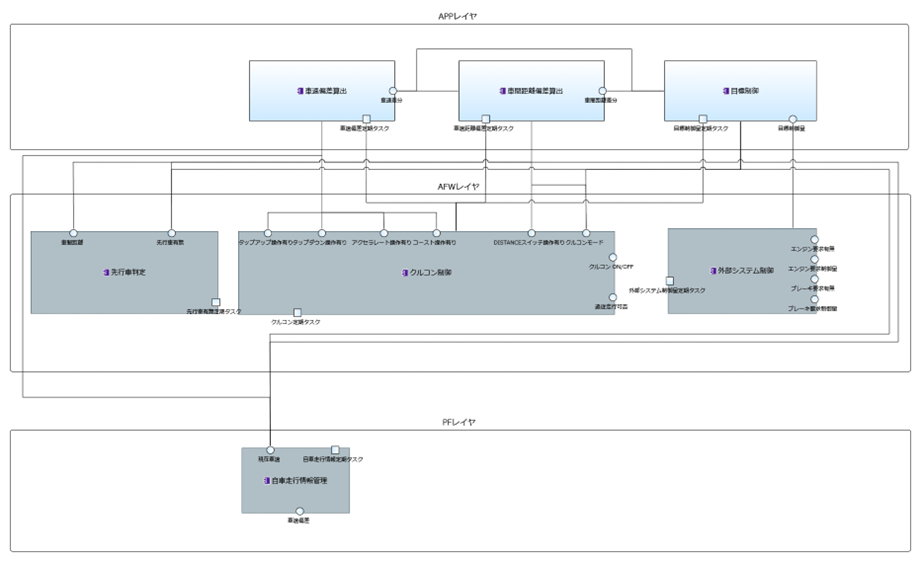 APPレイヤ
車速偏差算出
車間距離偏差算出
目標制御
車速差分
車間距離差分
車速偏差定期タスク
車速距離偏差定期タスク
目標制御量定期タスク
目標制御量
AFWレイヤ
車間距離
先行車有無
タップアップ操作有り
タップダウン操作有り
アクセラレート操作有り
コースト操作有り
DISTANCEスイッチ操作有り
クルコンモード
エンジン要求有無
クルコン ON/OFF
エンジン要求制御量
先行車判定
クルコン制御
外部システム制御
外部システム制御量定期タスク
ブレーキ要求有無
先行車有無定期タスク
追従走行可否
ブレーキ要求制御量
クルコン定期タスク
PFレイヤ
現在車速
自車走行情報定期タスク
自車走行情報管理
車速偏差